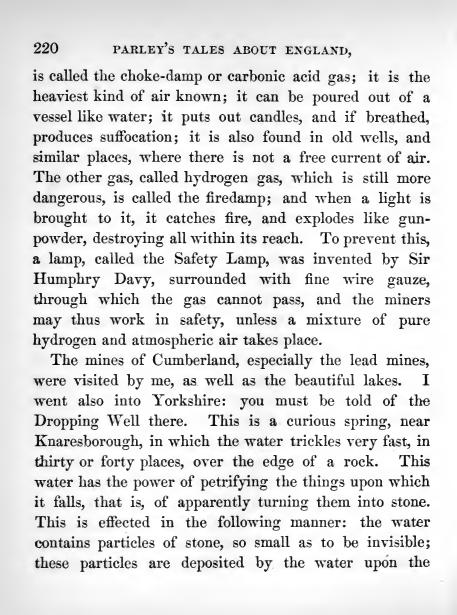 220 PARLEY'S TALES ABOUT ENGLAND,
is called the choke-damp or carbonic acid gas; it is the
heaviest kind of air known; it can be poured out of a
vessel like water; it puts out candles, and if breathed,
produces suffocation; it is also found in old wells, and
similar places, where there is not a free current of air.
The other gas, called hydrogen gas, which is still more
dangerous, is called the firedamp; and when a light is
brought to it, it catches fire, and explodes like gun-
powder, destroying all within its reach. To prevent this,
a lamp, called the Safety Lamp, was invented by Sir
Humphry Davy, surrounded with fine wire gauze,
through which the gas cannot pass, and the miners
may thus work in safety, unless a mixture of pure
hydrogen and atmospheric air takes place.
The mines of Cumberland, especially the lead mines,
were visited by me, as well as the beautiful lakes. I
went also into Yorkshire: you must be told of the
Dropping Well there. This is a curious spring, near
Knaresborough, in which the water trickles very fast, in
thirty or forty places, over the edge of a rock. This
water has the power of petrifying the things upon which
it falls, that is, of apparently turning them into stone.
This is effected in the following manner: the water
contains particles of stone, so small as to be invisible;
these particles are deposited by the water upon the